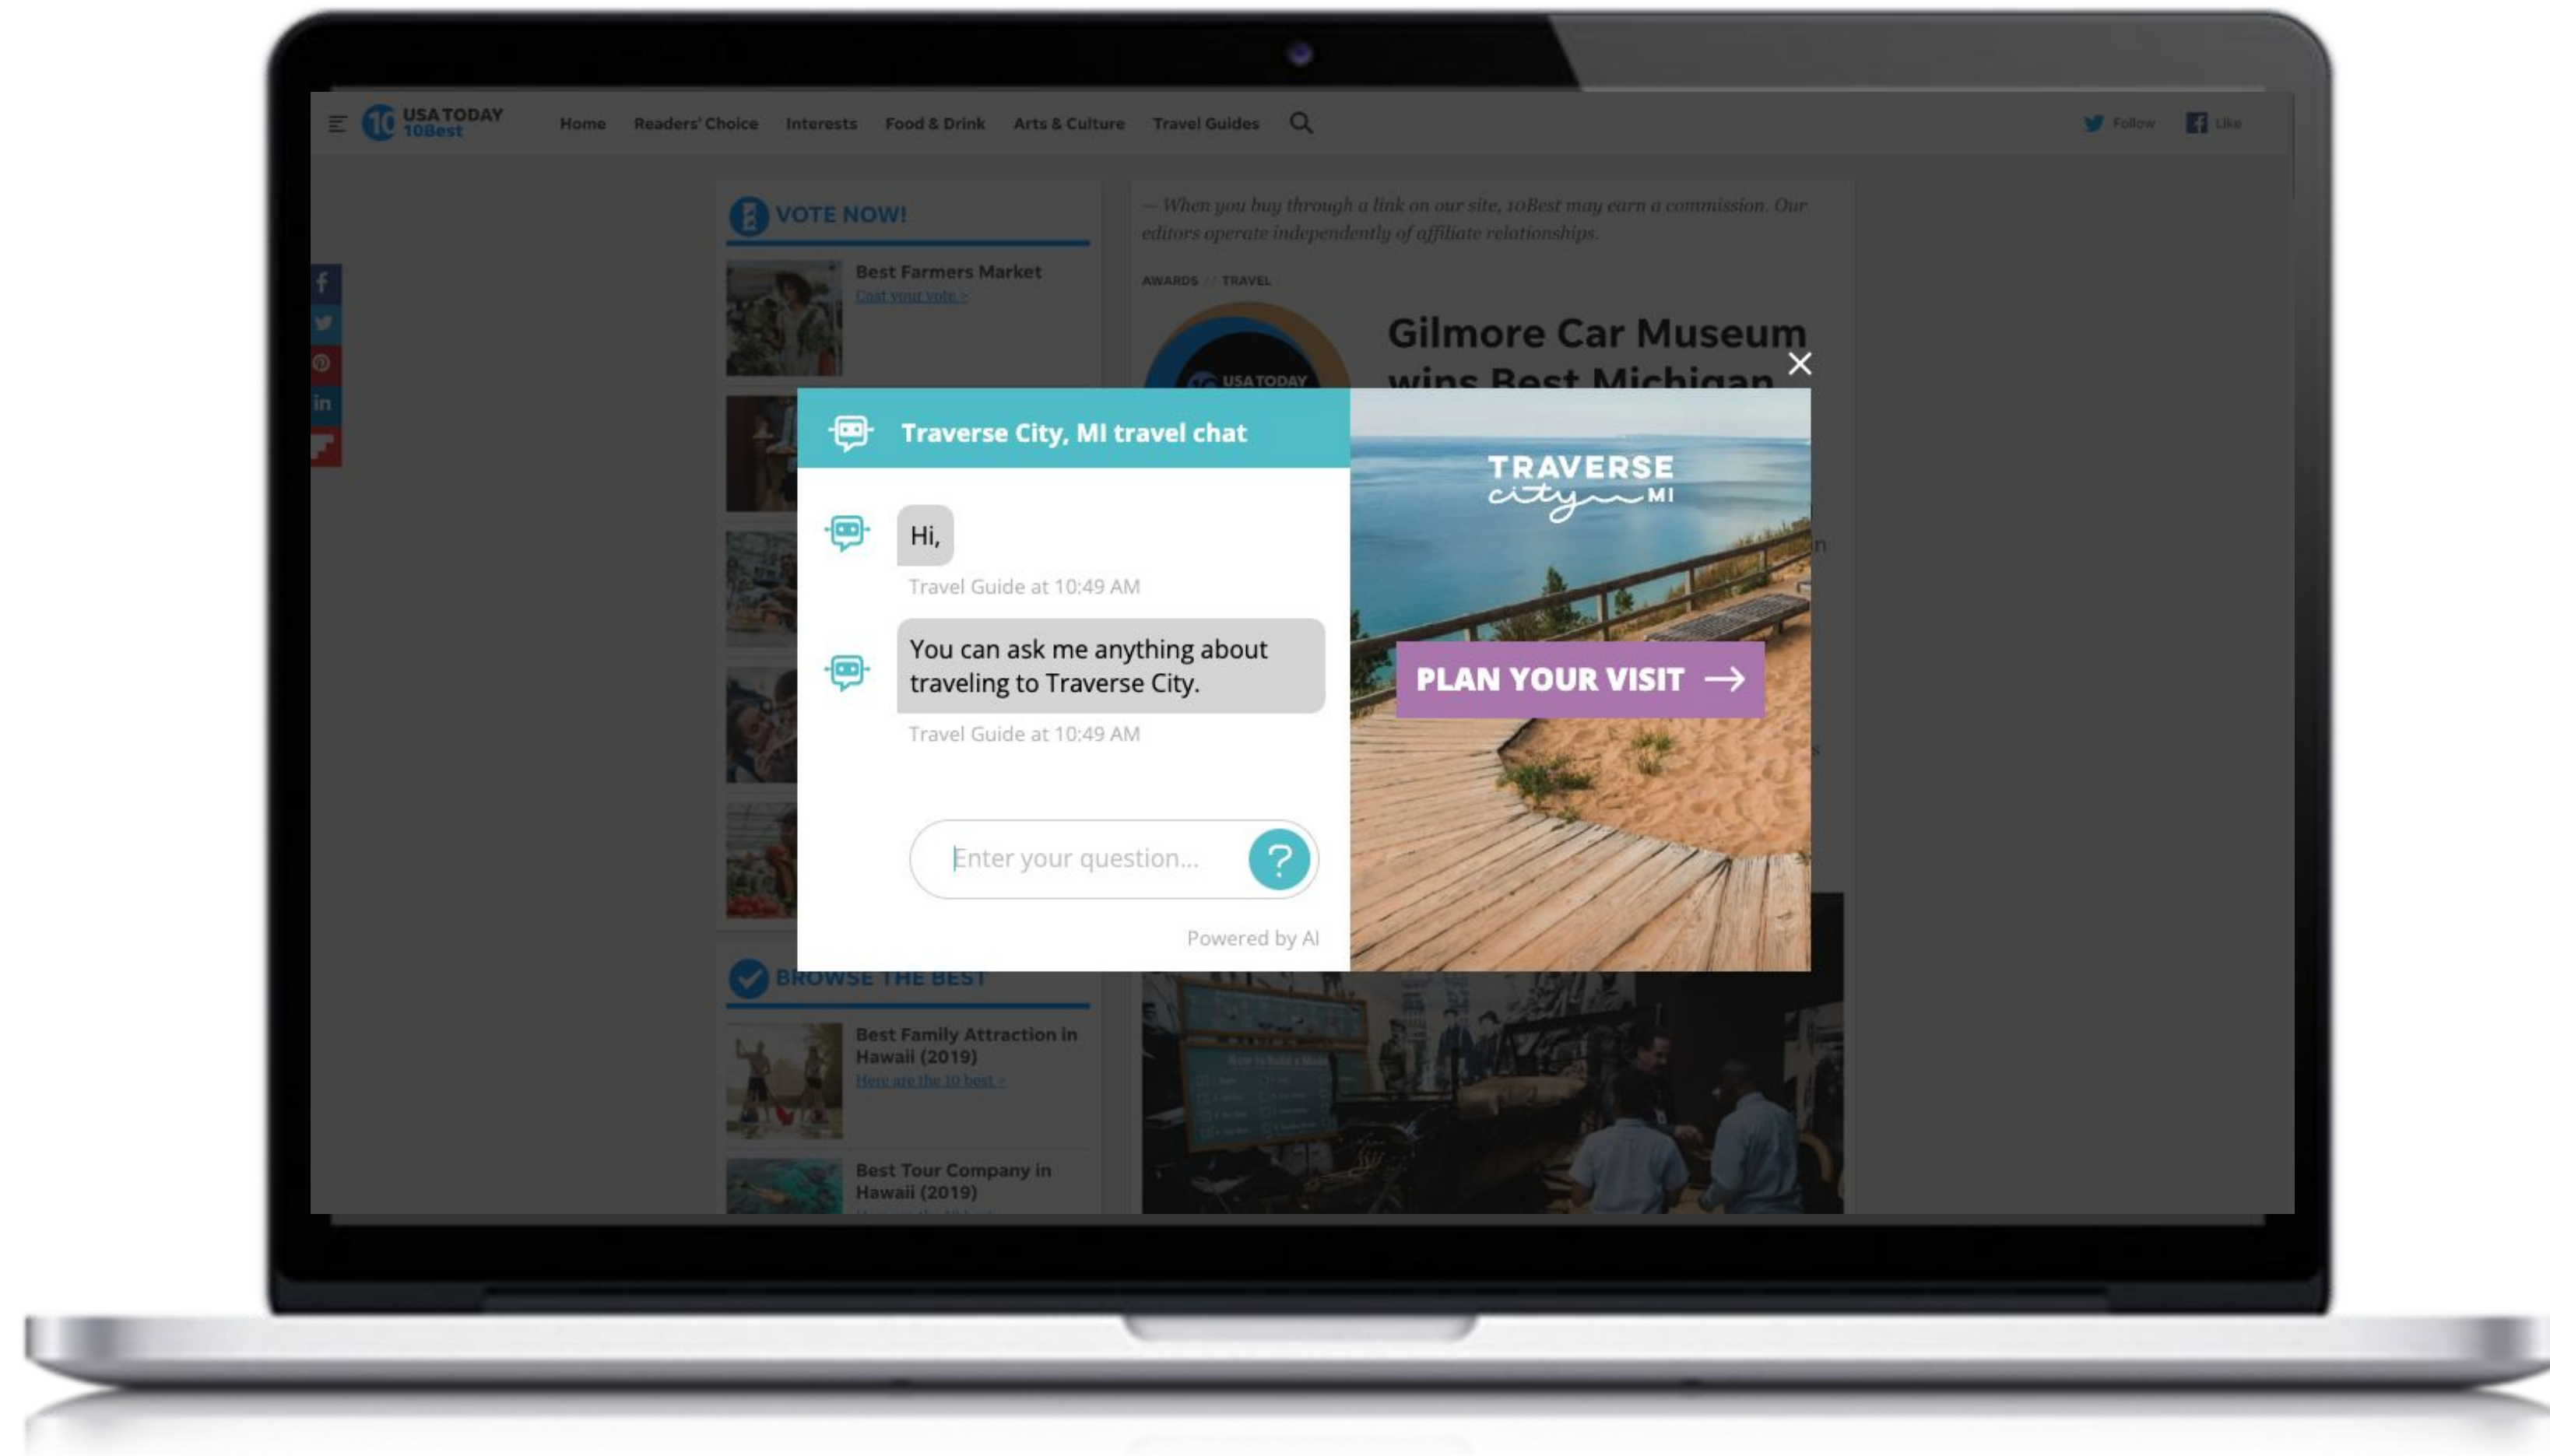 USA TODAY
10Best
Home Readers' Choice Interests Food & Drink Arts & Culture Travel Guides
Follow Like
VOTE NOW!
Best Farmers Market
Cast your vote >
— When you buy through a link on our site, 10Best may earn a commission. Our
editors operate independently of affiliate relationships.
AWARDS // TRAVEL
10 USA TODAY
Gilmore Car Museum
wins Best Michigan
Traverse City, MI travel chat
Hi,
Travel Guide at 10:49 AM
You can ask me anything about
traveling to Traverse City.
Travel Guide at 10:49 AM
Enter your question...
?
Powered by AI
TRAVERSE
city MI
PLAN YOUR VISIT →
BROWSE THE BEST
Best Family Attraction in
Hawaii (2019)
Here are the 10 best >
Best Tour Company in
Hawaii (2019)